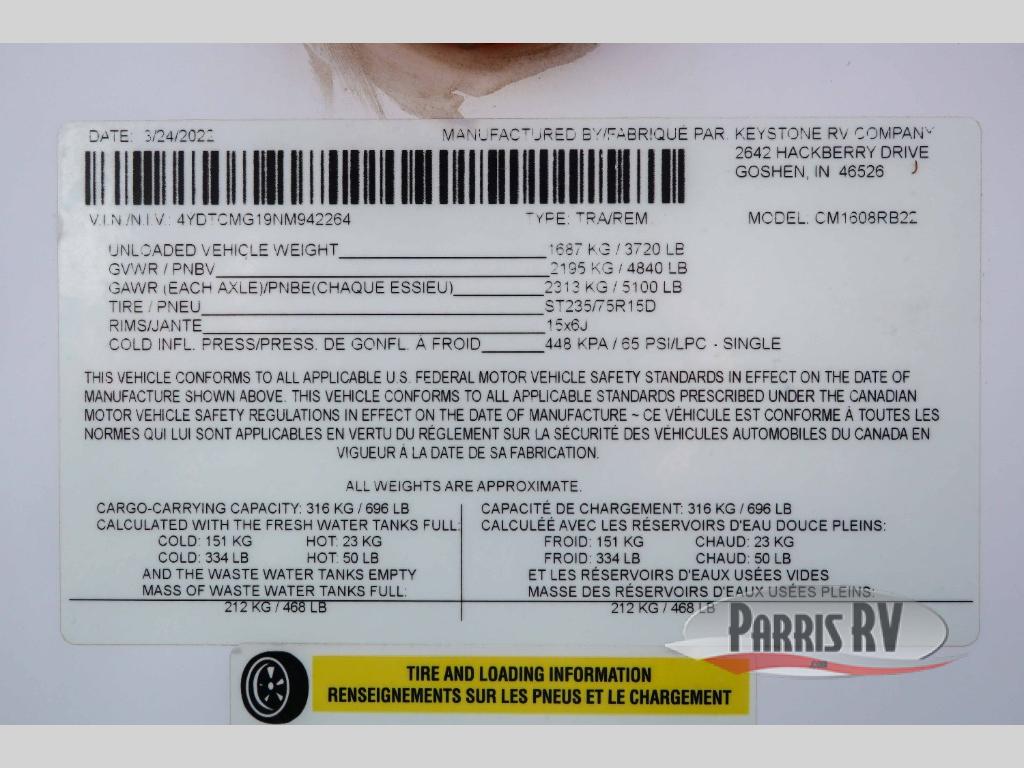 DATE: 3/24/2022 MANUFACTURED BY/FABRIQUÉ PAR: KEYSTONE RV COMPANY
2642 HACKBERRY DRIVE
GOSHEN, IN 46526
V.I.N./N.I.V.: 4YDTCMG19NM942264 TYPE: TRA/REM MODEL: CM1608RB22
UNLOADED VEHICLE WEIGHT 1687 KG / 3720 LB
GVWR / PNBV 2195 KG / 4840 LB
GAWR (EACH AXLE)/PNBE(CHAQUE ESSIEU) 2313 KG / 5100 LB
TIRE / PNEU ST235/75R15D
RIMS/JANTE 15x6J
COLD INFL. PRESS/PRESS. DE GONFL. À FROID 448 KPA / 65 PSI/LPC - SINGLE
THIS VEHICLE CONFORMS TO ALL APPLICABLE U.S. FEDERAL MOTOR VEHICLE SAFETY STANDARDS IN EFFECT ON THE DATE OF
MANUFACTURE SHOWN ABOVE. THIS VEHICLE CONFORMS TO ALL APPLICABLE STANDARDS PRESCRIBED UNDER THE CANADIAN
MOTOR VEHICLE SAFETY REGULATIONS IN EFFECT ON THE DATE OF MANUFACTURE ~ CE VÉHICULE EST CONFORME À TOUTES LES
NORMES QUI LUI SONT APPLICABLES EN VERTU DU RÉGLEMENT SUR LA SÉCURITÉ DES VÉHICULES AUTOMOBILES DU CANADA EN
VIGUEUR À LA DATE DE SA FABRICATION.
ALL WEIGHTS ARE APPROXIMATE.
CARGO-CARRYING CAPACITY: 316 KG / 696 LB
CALCULATED WITH THE FRESH WATER TANKS FULL:
COLD: 151 KG HOT: 23 KG
COLD: 334 LB HOT: 50 LB
AND THE WASTE WATER TANKS EMPTY
MASS OF WASTE WATER TANKS FULL:
212 KG / 468 LB
CAPACITÉ DE CHARGEMENT: 316 KG / 696 LB
CALCULÉE AVEC LES RÉSERVOIRS D'EAU DOUCE PLEINS:
FROID: 151 KG CHAUD: 23 KG
FROID: 334 LB CHAUD: 50 LB
ET LES RÉSERVOIRS D'EAUX USÉES VIDES
MASSE DES RÉSERVOIRS D'EAUX USÉES PLEINS:
212 KG / 468 LB
PARRIS RV
.com
TIRE AND LOADING INFORMATION
RENSEIGNEMENTS SUR LES PNEUS ET LE CHARGEMENT